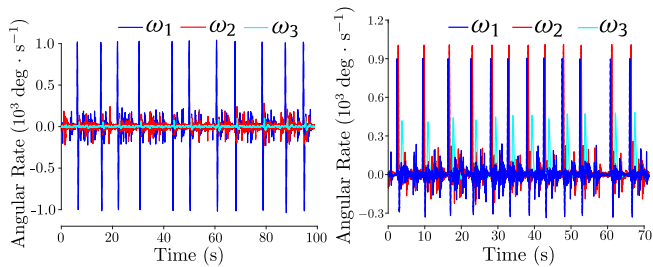 ω₁ ω₂ ω₃
Angular Rate (10³ deg · s⁻¹)
1.0
0.5
0.0
−0.5
−1.0
0 20 40 60 80 100
Time (s)
ω₁ ω₂ ω₃
Angular Rate (10³ deg · s⁻¹)
1.2
0.9
0.6
0.3
0.0
−0.3
0 10 20 30 40 50 60 70
Time (s)